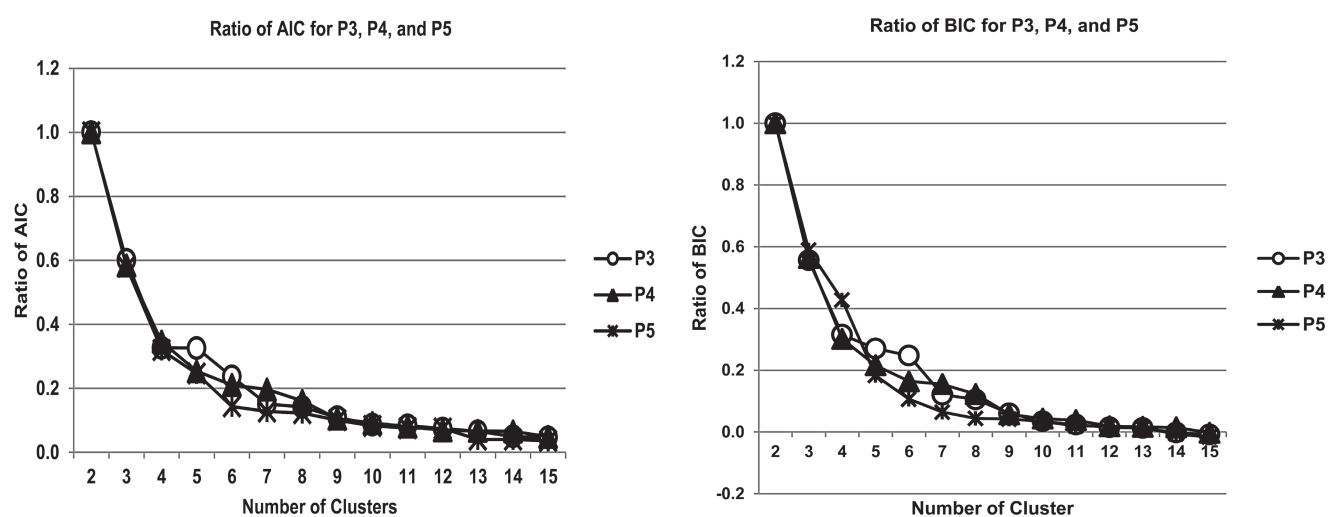 Ratio of AIC for P3, P4, and P5
1.2
1.0
0.8
0.6
0.4
0.2
0.0
Ratio of AIC
2 3 4 5 6 7 8 9 10 11 12 13 14 15
Number of Clusters
P3
P4
P5
Ratio of BIC for P3, P4, and P5
1.2
1.0
0.8
0.6
0.4
0.2
0.0
-0.2
Ratio of BIC
2 3 4 5 6 7 8 9 10 11 12 13 14 15
Number of Cluster
P3
P4
P5